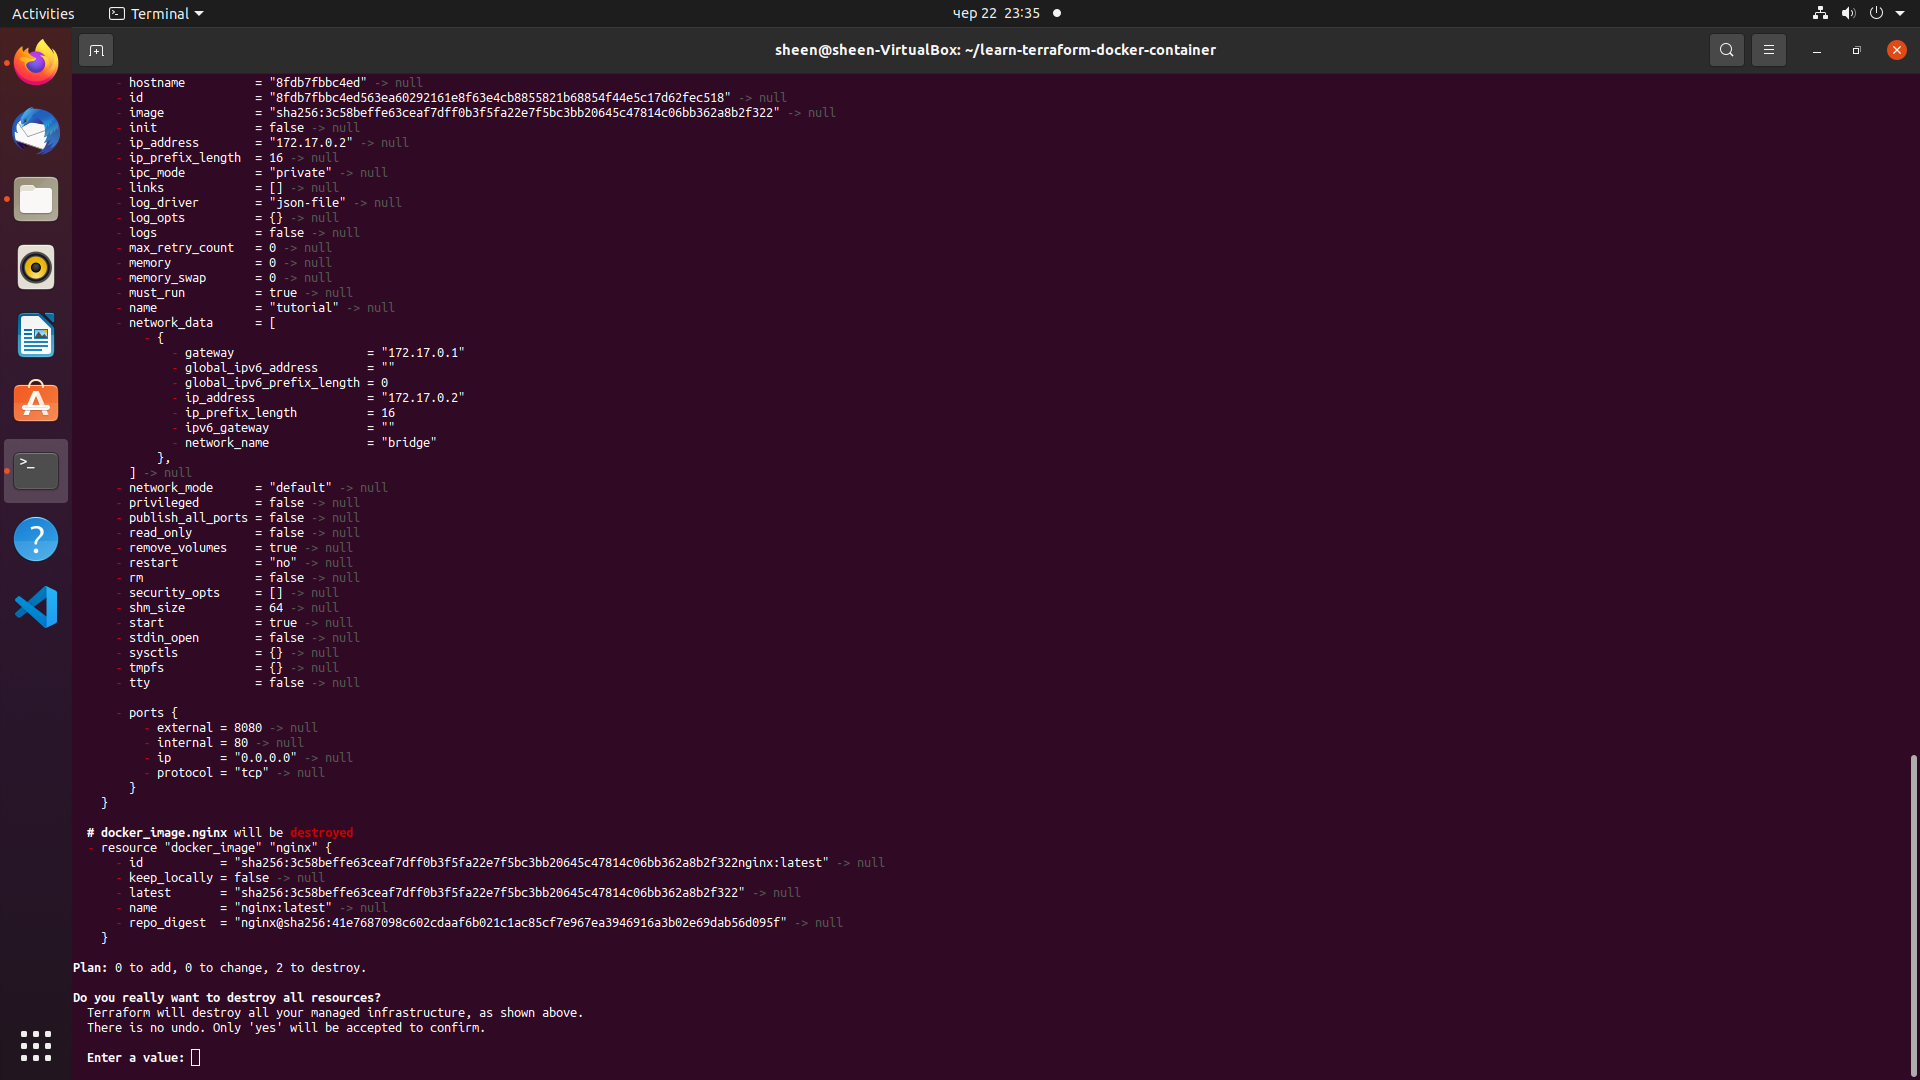 Activities
Terminal
чер 22 23:35
sheen@sheen-VirtualBox: ~/learn-terraform-docker-container
- hostname = "8fdb7fbbc4ed" -> null
- id = "8fdb7fbbc4ed563ea60292161e8f63e4cb8855821b68854f44e5c17d62fec518" -> null
- image = "sha256:3c58beffe63ceaf7dff0b3f5fa22e7f5bc3bb20645c47814c06bb362a8b2f322" -> null
- init = false -> null
- ip_address = "172.17.0.2" -> null
- ip_prefix_length = 16 -> null
- ipc_mode = "private" -> null
- links = [] -> null
- log_driver = "json-file" -> null
- log_opts = {} -> null
- logs = false -> null
- max_retry_count = 0 -> null
- memory = 0 -> null
- memory_swap = 0 -> null
- must_run = true -> null
- name = "tutorial" -> null
- network_data = [
- {
- gateway = "172.17.0.1"
- global_ipv6_address = ""
- global_ipv6_prefix_length = 0
- ip_address = "172.17.0.2"
- ip_prefix_length = 16
- ipv6_gateway = ""
- network_name = "bridge"
},
] -> null
- network_mode = "default" -> null
- privileged = false -> null
- publish_all_ports = false -> null
- read_only = false -> null
- remove_volumes = true -> null
- restart = "no" -> null
- rm = false -> null
- security_opts = [] -> null
- shm_size = 64 -> null
- start = true -> null
- stdin_open = false -> null
- sysctls = {} -> null
- tmpfs = {} -> null
- tty = false -> null
- ports {
- external = 8080 -> null
- internal = 80 -> null
- ip = "0.0.0.0" -> null
- protocol = "tcp" -> null
}
}
# docker_image.nginx will be destroyed
- resource "docker_image" "nginx" {
- id = "sha256:3c58beffe63ceaf7dff0b3f5fa22e7f5bc3bb20645c47814c06bb362a8b2f322nginx:latest" -> null
- keep_locally = false -> null
- latest = "sha256:3c58beffe63ceaf7dff0b3f5fa22e7f5bc3bb20645c47814c06bb362a8b2f322" -> null
- name = "nginx:latest" -> null
- repo_digest = "nginx@sha256:41e7687098c602cdaaf6b021c1ac85cf7e967ea3946916a3b02e69dab56d095f" -> null
}
Plan: 0 to add, 0 to change, 2 to destroy.
Do you really want to destroy all resources?
Terraform will destroy all your managed infrastructure, as shown above.
There is no undo. Only 'yes' will be accepted to confirm.
Enter a value: